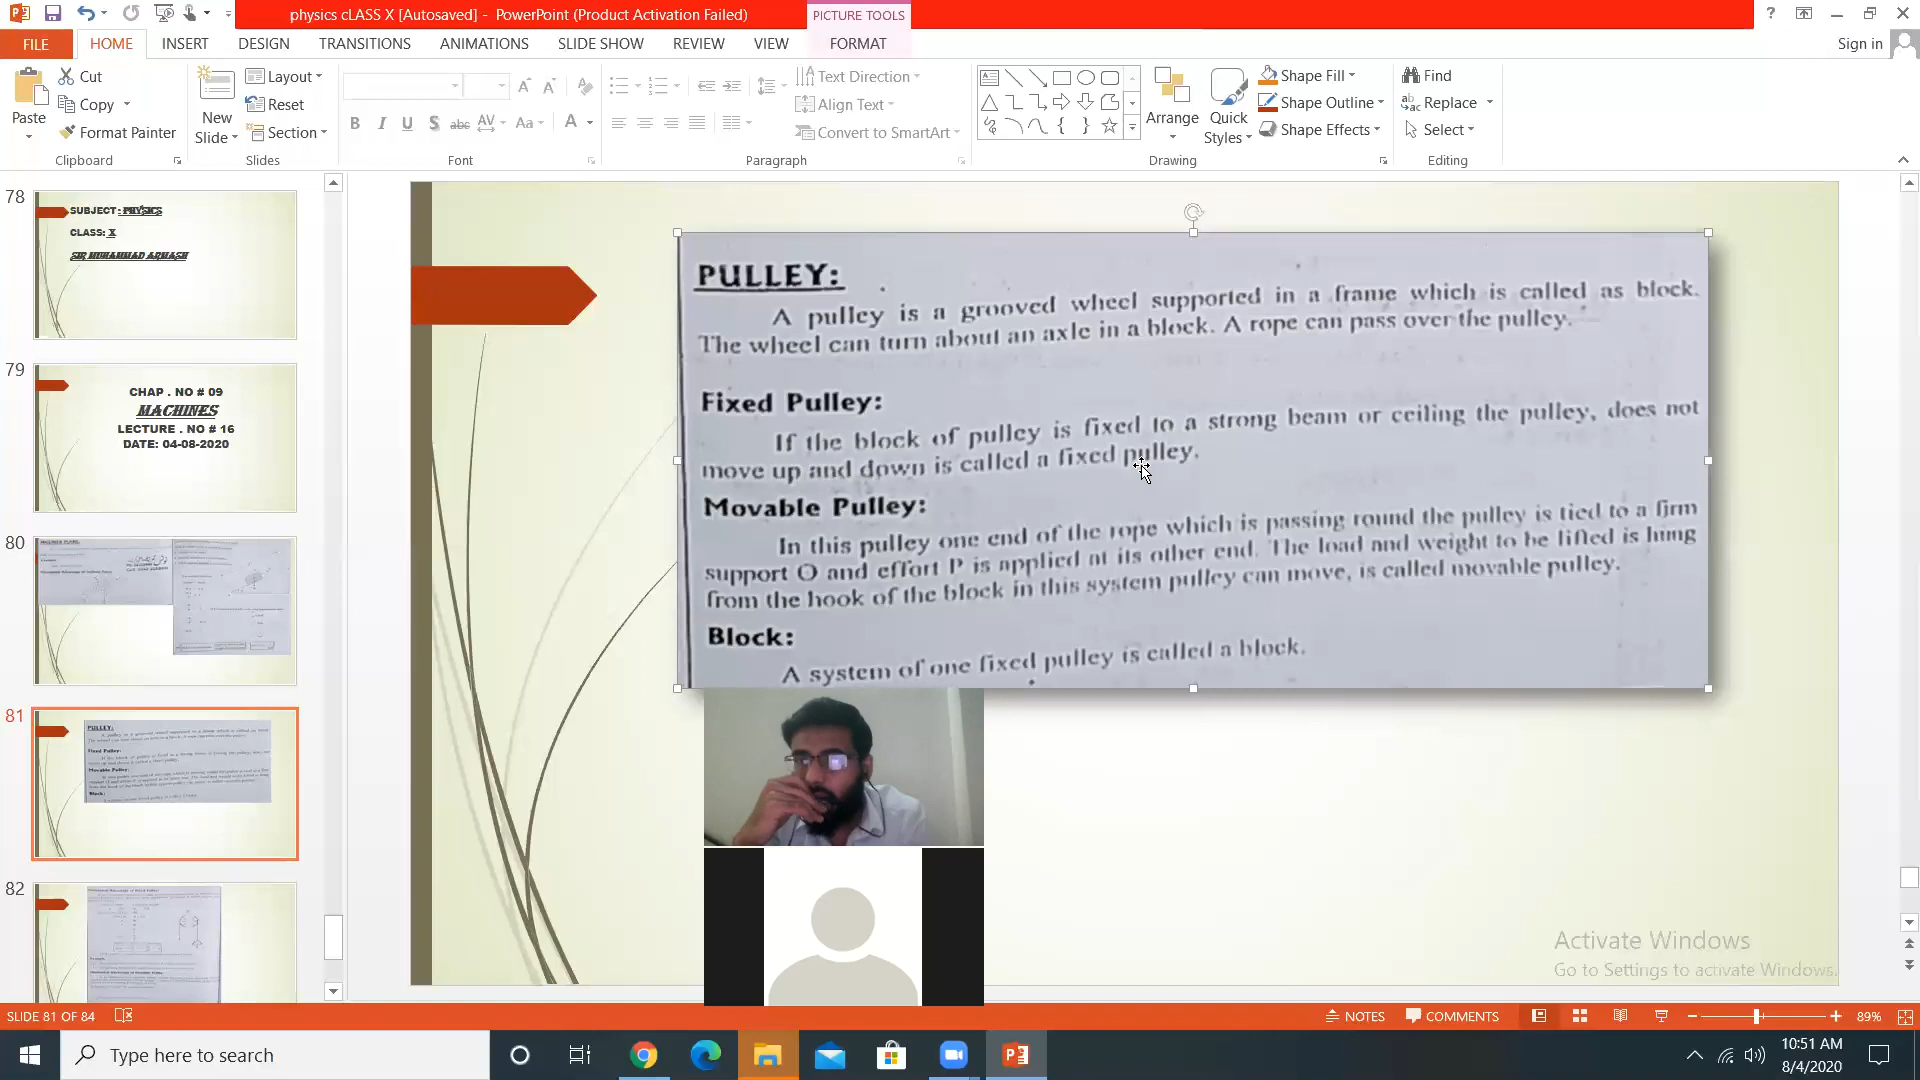 physics cLASS X [Autosaved] - PowerPoint (Product Activation Failed)
PICTURE TOOLS
FILE
HOME
INSERT
DESIGN
TRANSITIONS
ANIMATIONS
SLIDE SHOW
REVIEW
VIEW
FORMAT
Sign in
Paste
Cut
Copy
Format Painter
Clipboard
New Slide
Layout
Reset
Section
Slides
Font
Text Direction
Align Text
Convert to SmartArt
Paragraph
Arrange
Quick Styles
Shape Fill
Shape Outline
Shape Effects
Drawing
Find
Replace
Select
Editing
78
SUBJECT: PHYSICS
CLASS: X
SIR MUHAMMAD ARHASH
79
CHAP . NO # 09
MACHINES
LECTURE . NO # 16
DATE: 04-08-2020
80
81
PULLEY:
Fixed Pulley:
Movable Pulley:
Block:
82
PULLEY:
A pulley is a grooved wheel supported in a frame which is called as block.
The wheel can turn about an axle in a block. A rope can pass over the pulley.
Fixed Pulley:
If the block of pulley is fixed to a strong beam or ceiling the pulley, does not
move up and down is called a fixed pulley.
Movable Pulley:
In this pulley one end of the rope which is passing round the pulley is tied to a firm
support O and effort P is applied at its other end. The load and weight to be lifted is hung
from the hook of the block in this system pulley can move, is called movable pulley.
Block:
A system of one fixed pulley is called a block.
Activate Windows
Go to Settings to activate Windows.
SLIDE 81 OF 84
NOTES
COMMENTS
89%
Type here to search
10:51 AM
8/4/2020